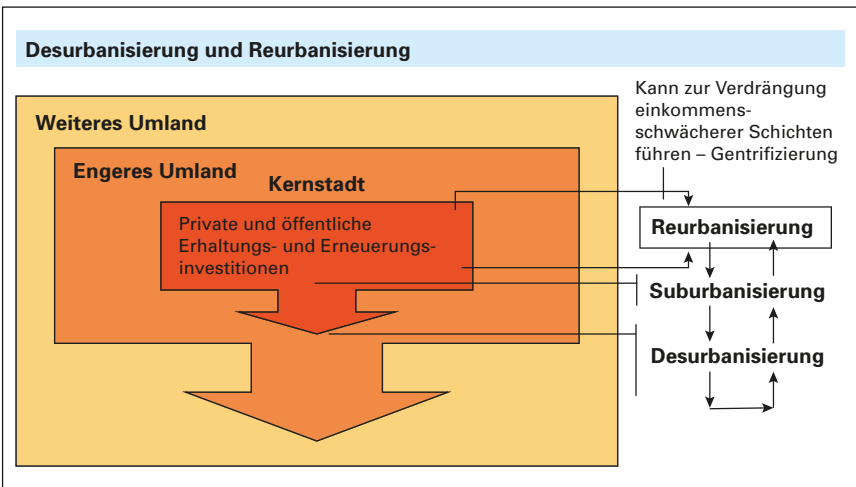 Desurbanisierung und Reurbanisierung
Kann zur Verdrängung
einkommens-
schwächerer Schichten
führen – Gentrifizierung
Weiteres Umland
Engeres Umland
Kernstadt
Private und öffentliche
Erhaltungs- und Erneuerungs-
investitionen
Reurbanisierung
Suburbanisierung
Desurbanisierung